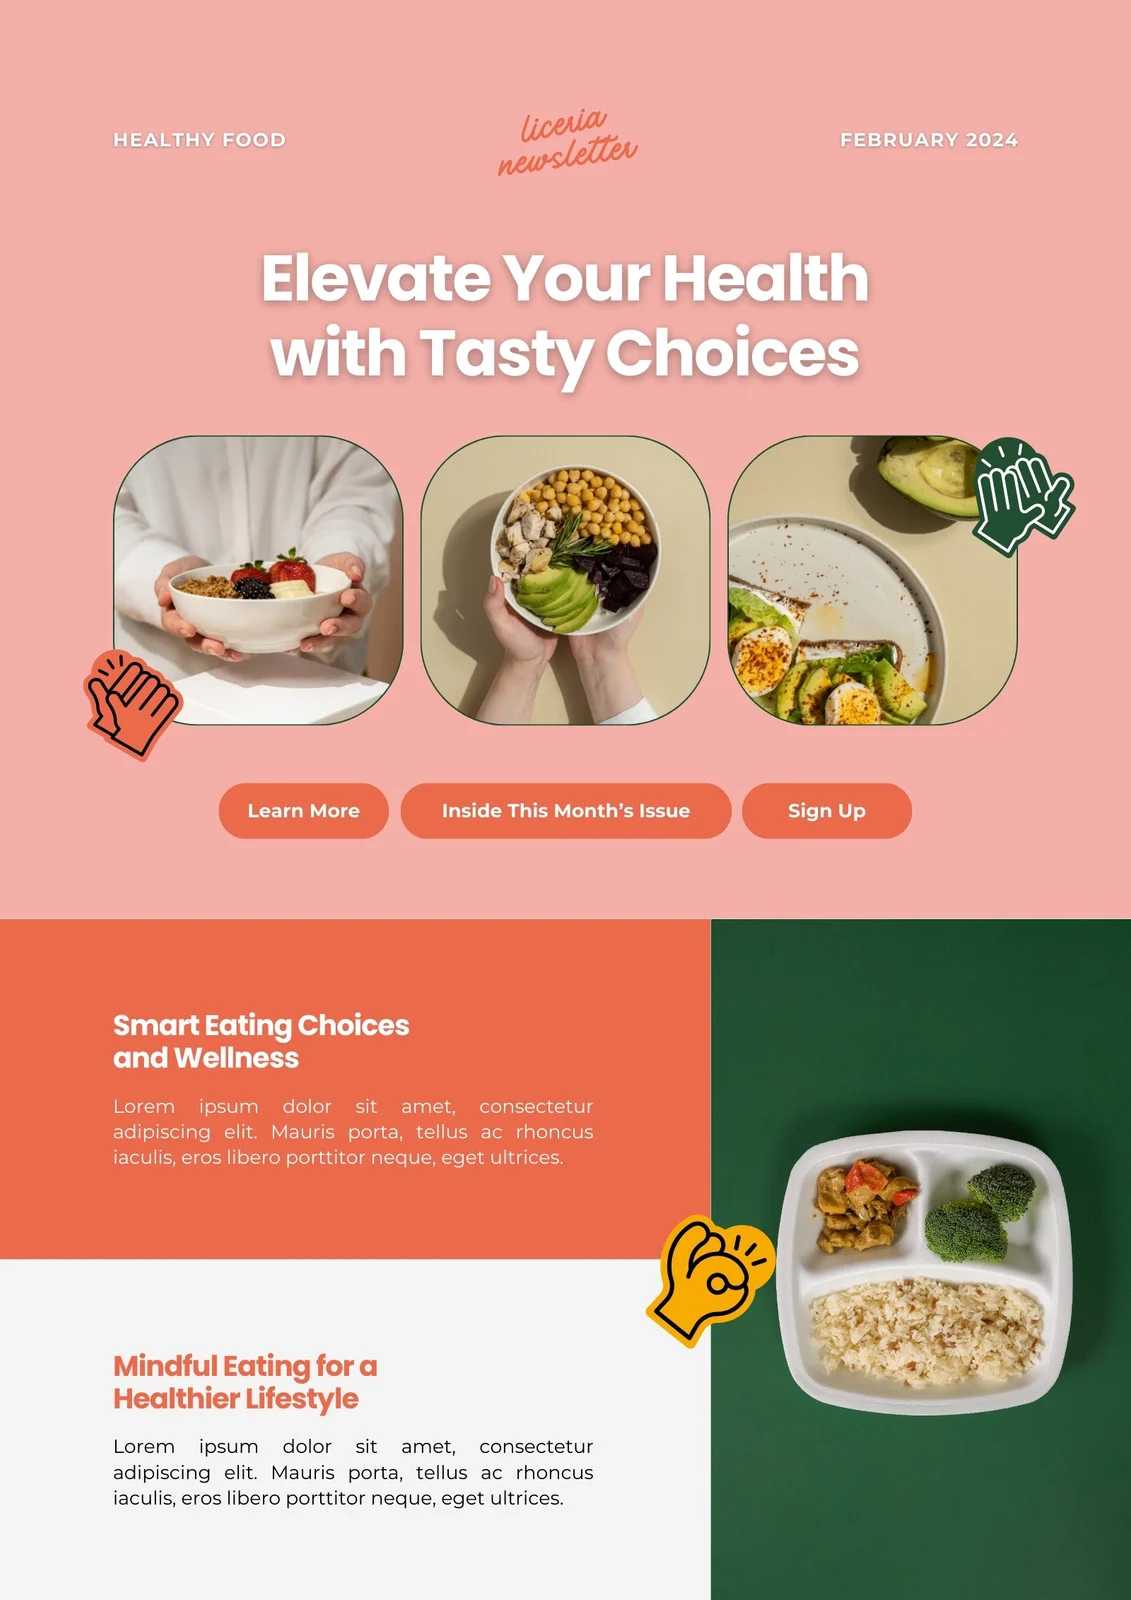 HEALTHY FOOD
liceria
newsletter
FEBRUARY 2024
Elevate Your Health
with Tasty Choices
Learn More
Inside This Month’s Issue
Sign Up
Smart Eating Choices
and Wellness
Lorem ipsum dolor sit amet, consectetur
adipiscing elit. Mauris porta, tellus ac rhoncus
iaculis, eros libero porttitor neque, eget ultrices.
Mindful Eating for a
Healthier Lifestyle
Lorem ipsum dolor sit amet, consectetur
adipiscing elit. Mauris porta, tellus ac rhoncus
iaculis, eros libero porttitor neque, eget ultrices.